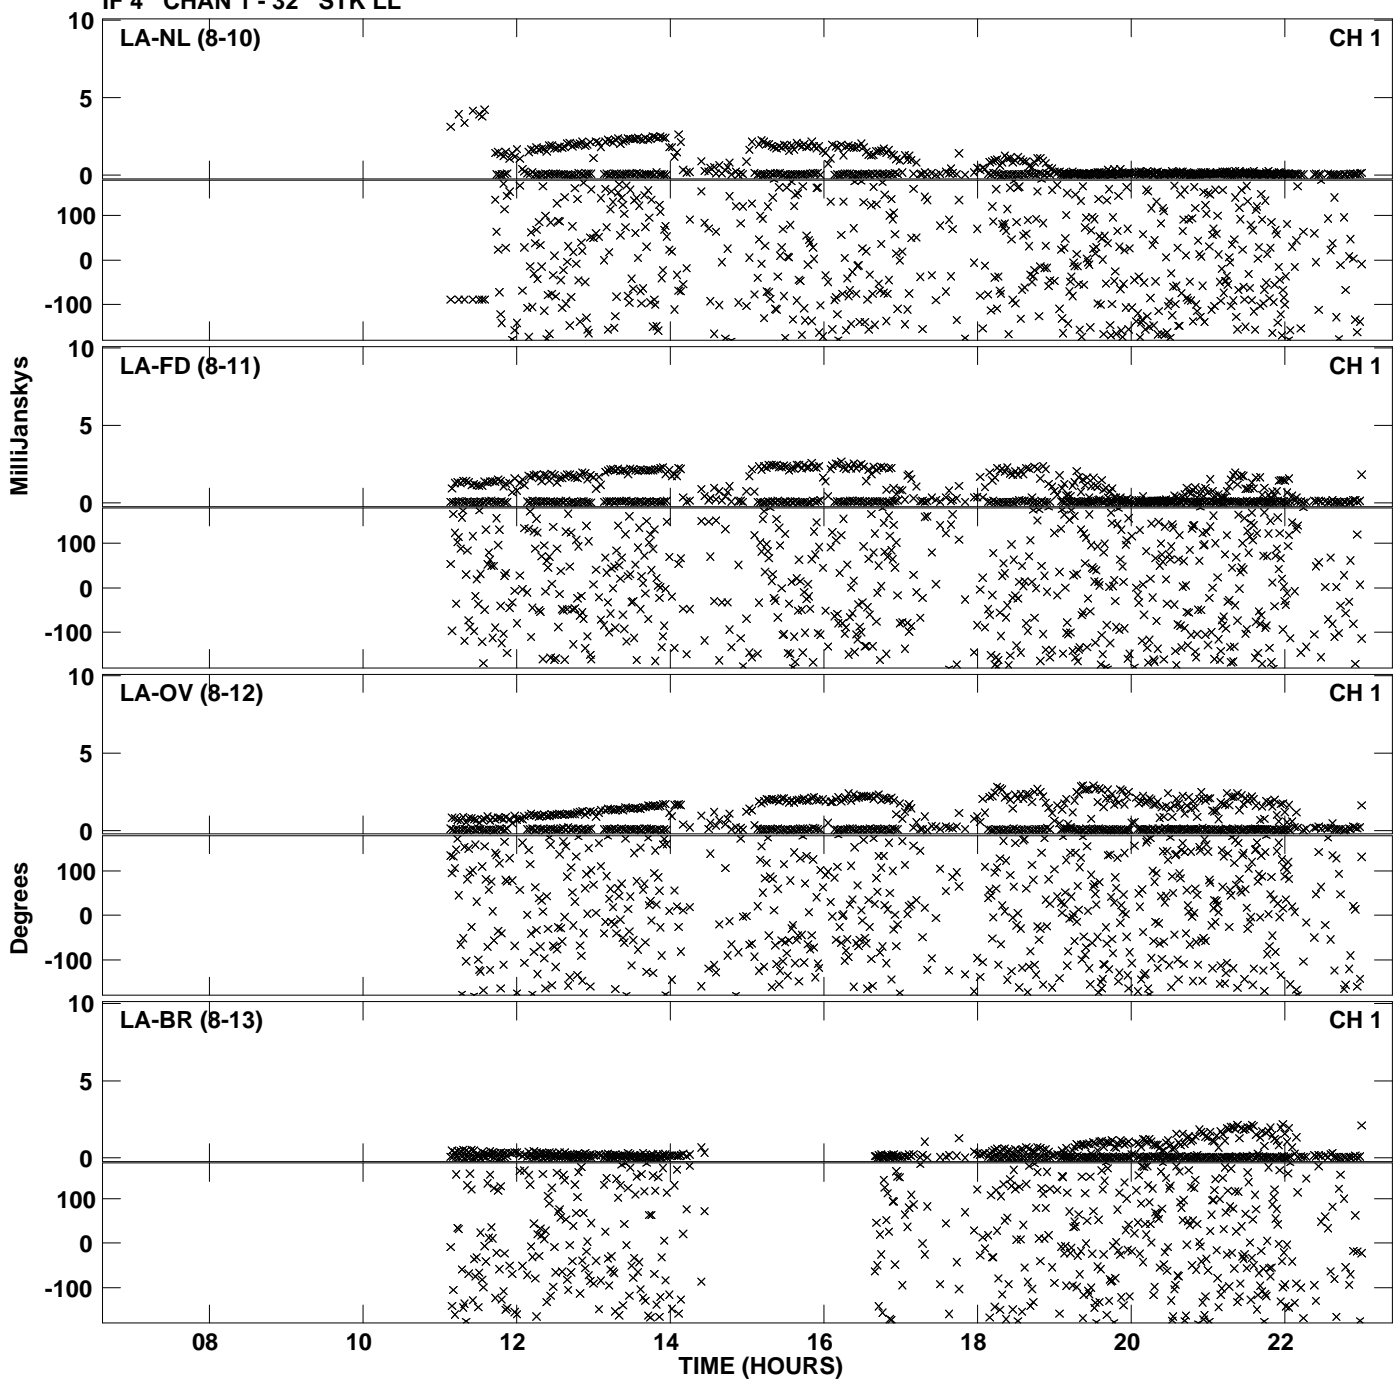 IF 4 CHAN 1 - 32 STK LL
10
LA-NL (8-10)
CH 1
5
0
100
0
-100
10
LA-FD (8-11)
CH 1
5
0
100
0
-100
MilliJanskys
10
LA-OV (8-12)
CH 1
5
0
100
0
-100
Degrees
10
LA-BR (8-13)
CH 1
5
0
100
0
-100
08 10 12 14 16 18 20 22
TIME (HOURS)